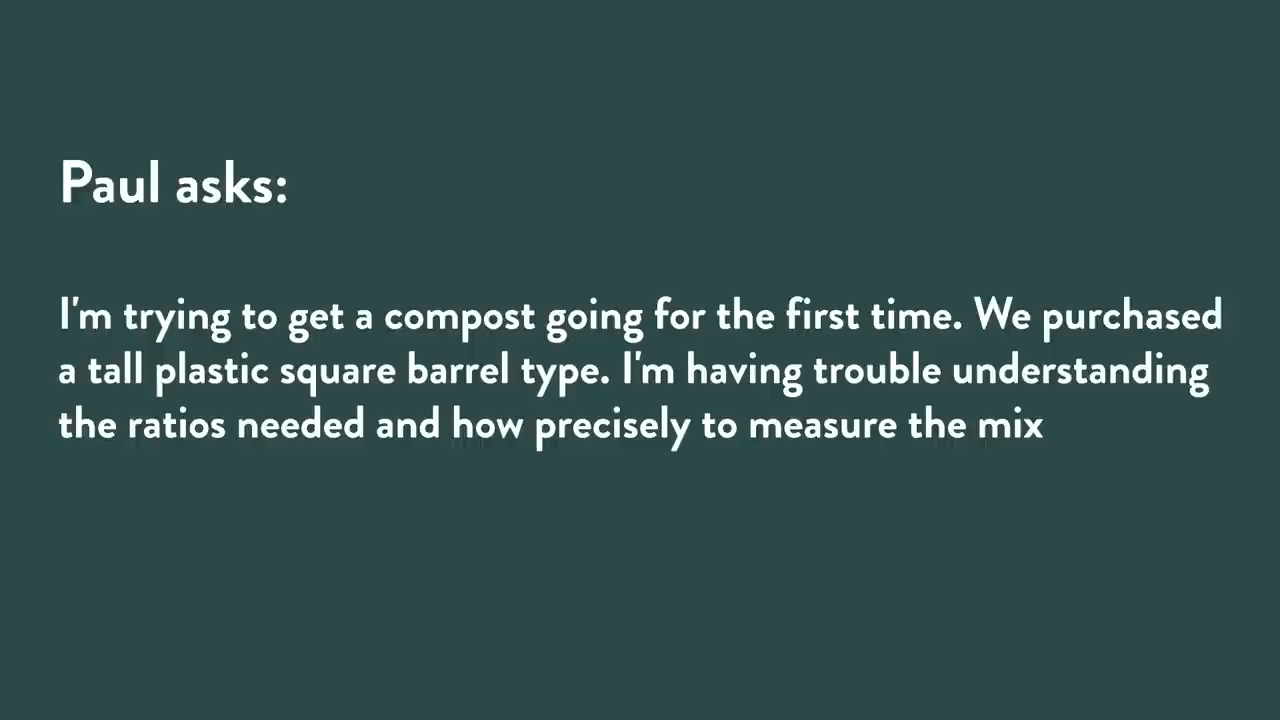 Paul asks:
I'm trying to get a compost going for the first time. We purchased
a tall plastic square barrel type. I'm having trouble understanding
the ratios needed and how precisely to measure the mix